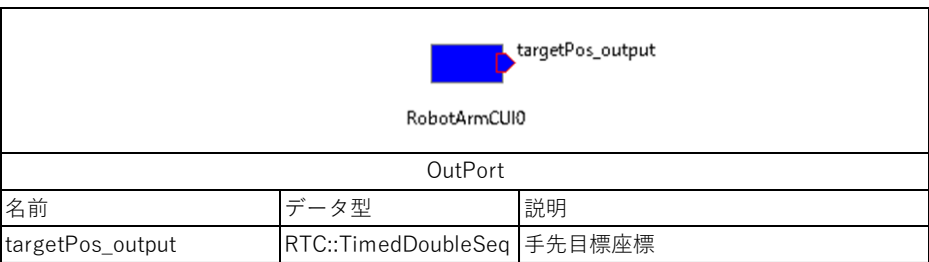 targetPos_output
RobotArmCUI0
OutPort
名前 データ型 説明
targetPos_output RTC::TimedDoubleSeq 手先目標座標